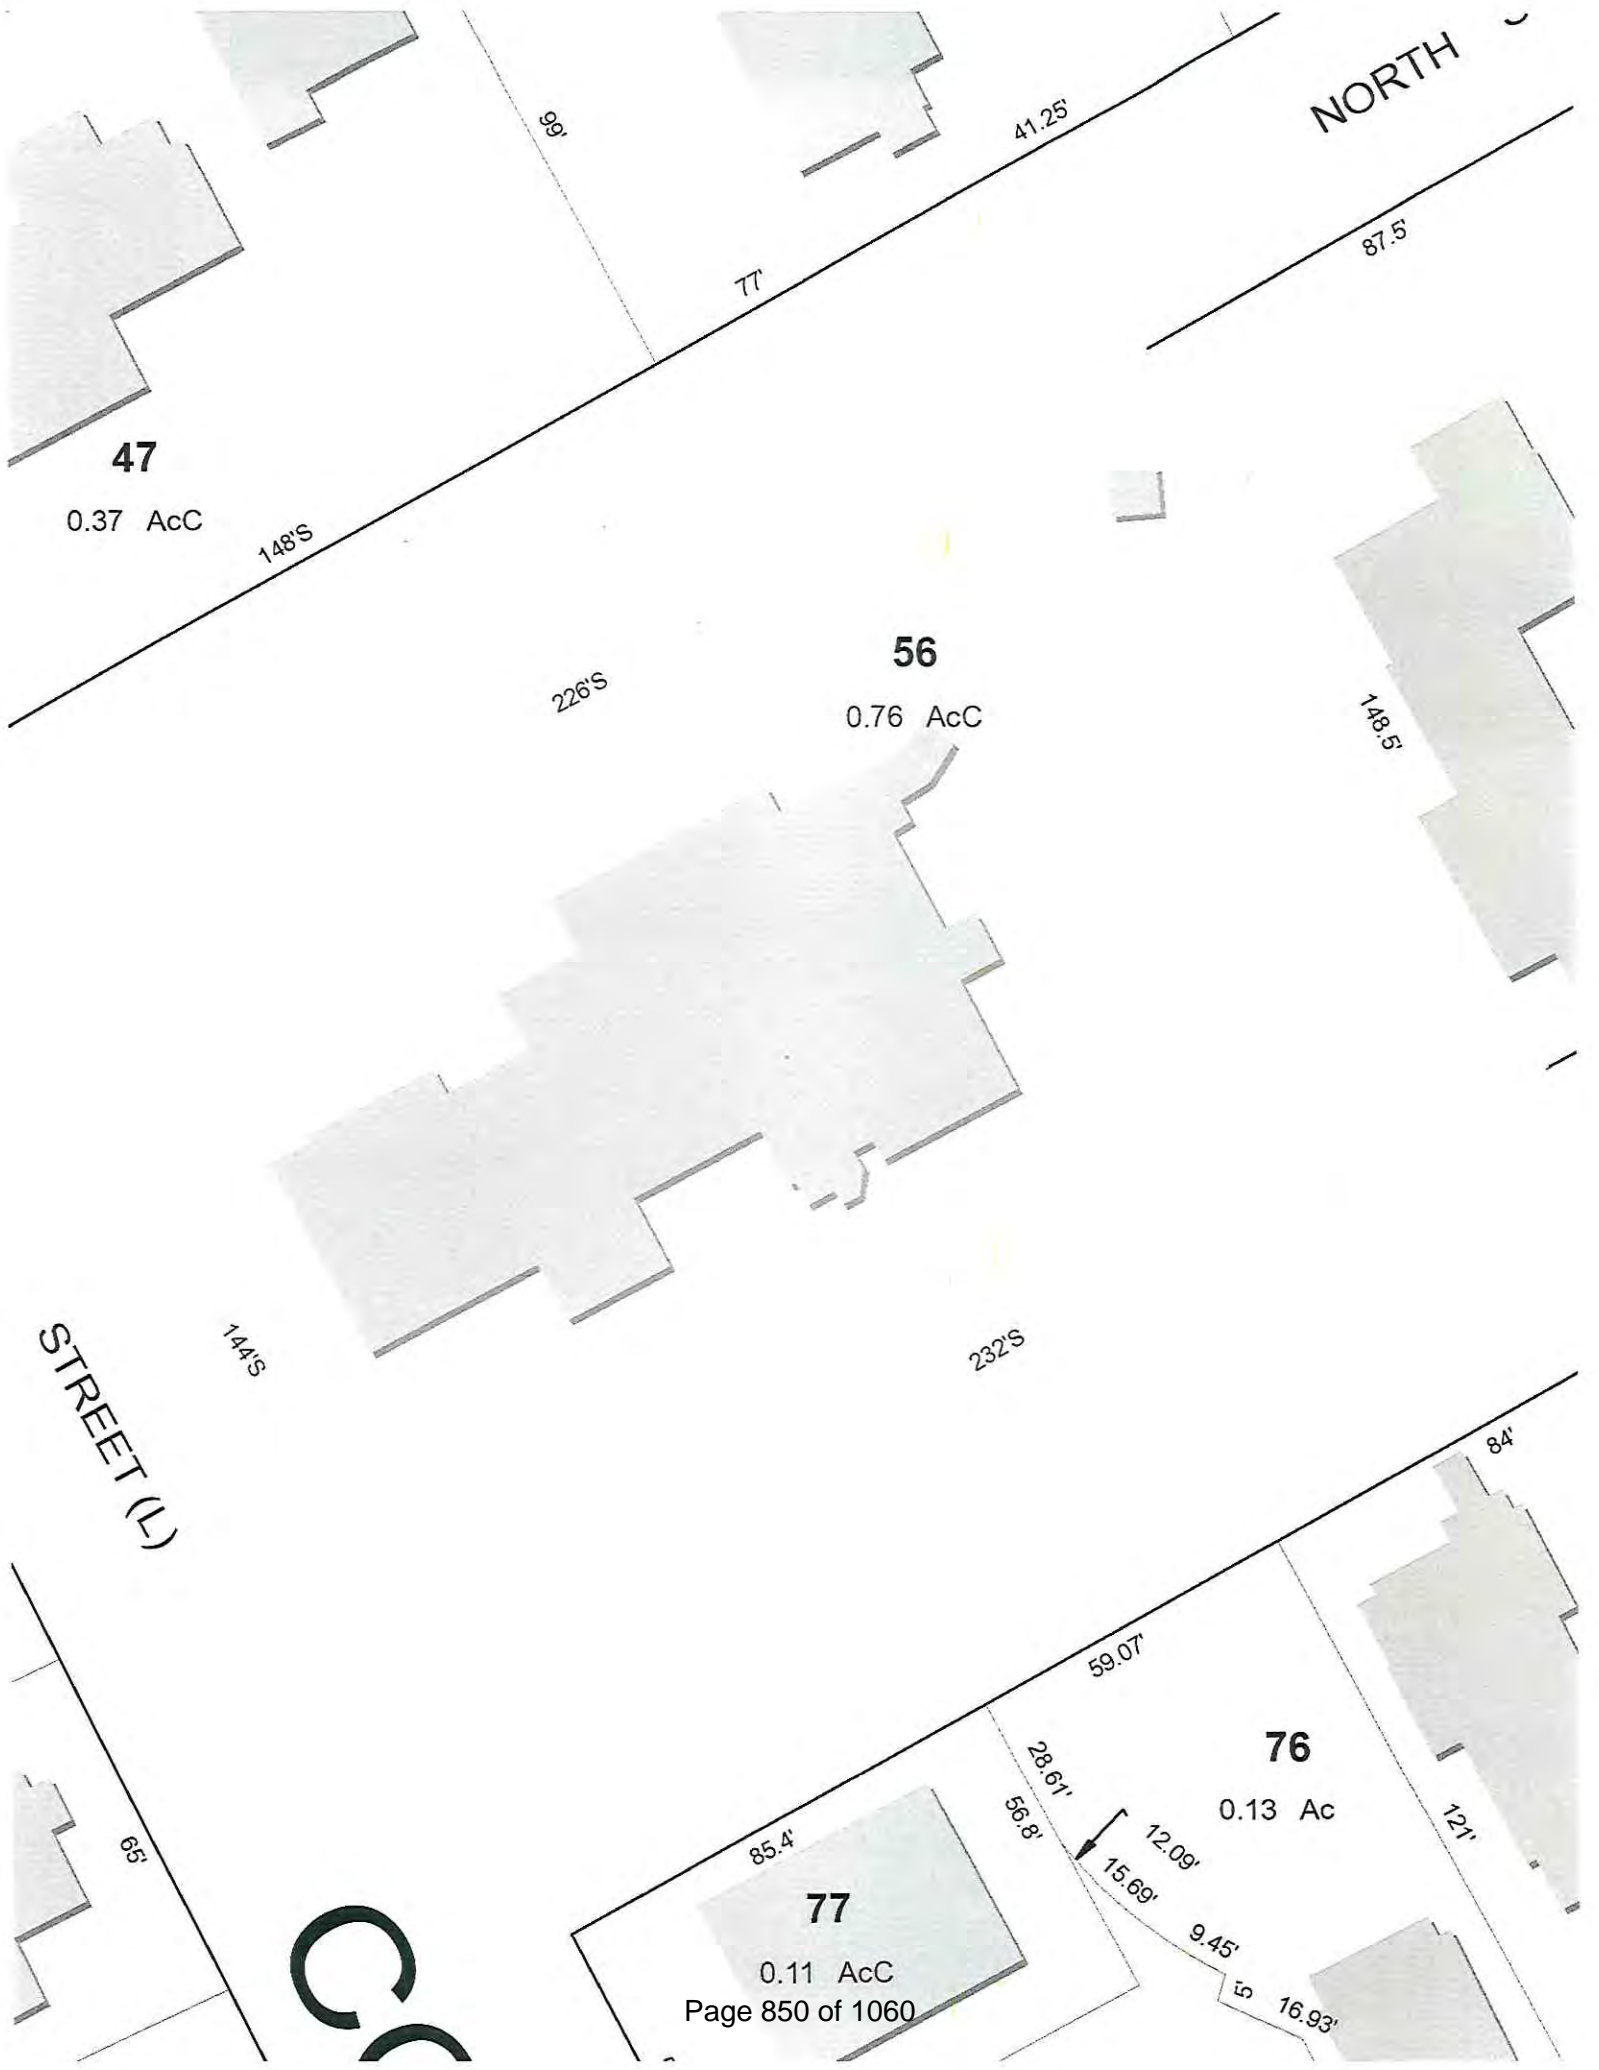 NORTH
99'
41.25'
87.5'
77'
47
0.37 AcC
148'S
56
0.76 AcC
226'S
148.5'
STREET (L)
144'S
232'S
84'
59.07'
76
0.13 Ac
28.61'
56.8'
12.09'
15.69'
121'
65'
85.4'
77
0.11 AcC
9.45'
5'
16.93'
C
Page 850 of 1060